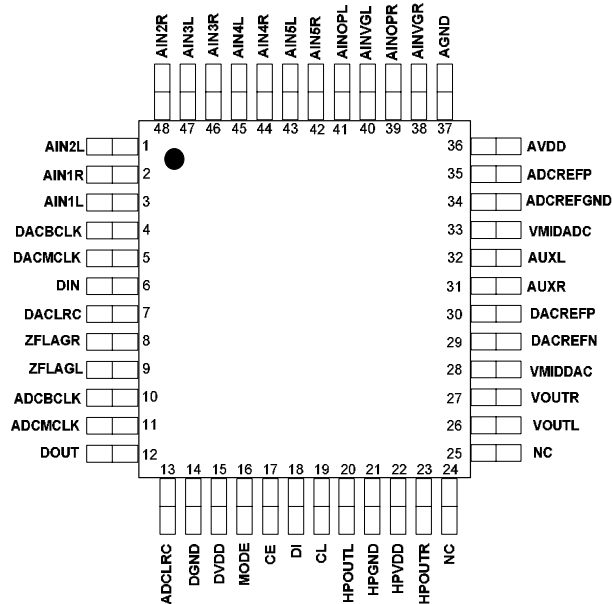 AIN2R AIN3L AIN3R AIN4L AIN4R AIN5L AIN5R AINOPL AINVGL AINOPR AINVGR AGND
48 47 46 45 44 43 42 41 40 39 38 37
AIN2L 1 36 AVDD
AIN1R 2 35 ADCREFP
AIN1L 3 34 ADCREFGND
DACBCLK 4 33 VMIDADC
DACMCLK 5 32 AUXL
DIN 6 31 AUXR
DACLRC 7 30 DACREFP
ZFLAGR 8 29 DACREFN
ZFLAGL 9 28 VMIDDAC
ADCBCLK 10 27 VOUTR
ADCMCLK 11 26 VOUTL
DOUT 12 25 NC
13 14 15 16 17 18 19 20 21 22 23 24
ADCLRC DGND DVDD MODE CE DI CL HPOUTL HPGND HPVDD HPOUTR NC